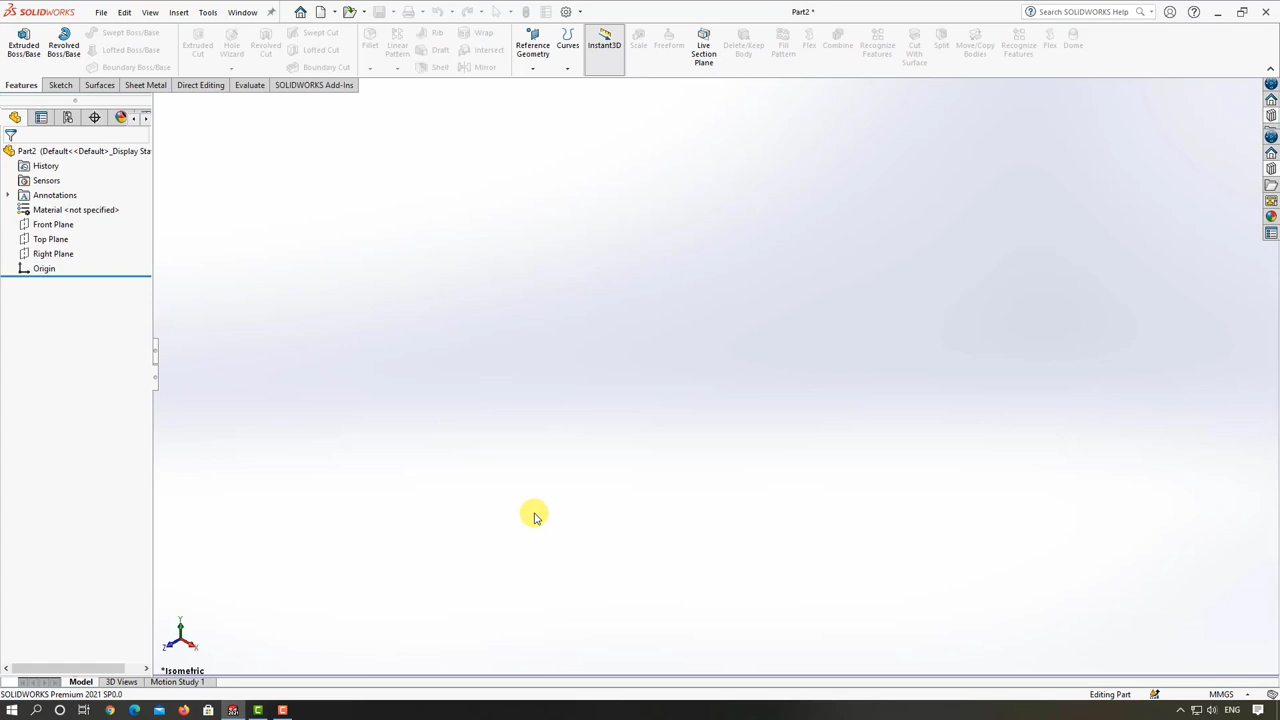 SOLIDWORKS File Edit View Insert Tools Window Part2 * Search SOLIDWORKS Help
Extruded Boss/Base
Revolved Boss/Base
Swept Boss/Base
Lofted Boss/Base
Boundary Boss/Base
Extruded Cut
Hole Wizard
Revolved Cut
Swept Cut
Lofted Cut
Boundary Cut
Fillet
Linear Pattern
Rib
Draft
Shell
Wrap
Intersect
Mirror
Reference Geometry
Curves
Instant3D
Scale
Freeform
Live Section Plane
Delete/Keep Body
Fill Pattern
Flex
Combine
Recognize Features
Cut With Surface
Split
Move/Copy Bodies
Recognize Features
Flex
Dome
Features Sketch Surfaces Sheet Metal Direct Editing Evaluate SOLIDWORKS Add-Ins
Part2 (Default<<Default>_Display Sta
History
Sensors
Annotations
Material <not specified>
Front Plane
Top Plane
Right Plane
Origin
Y
Z X
*Isometric
Model 3D Views Motion Study 1
SOLIDWORKS Premium 2021 SP0.0 Editing Part MMGS
ENG